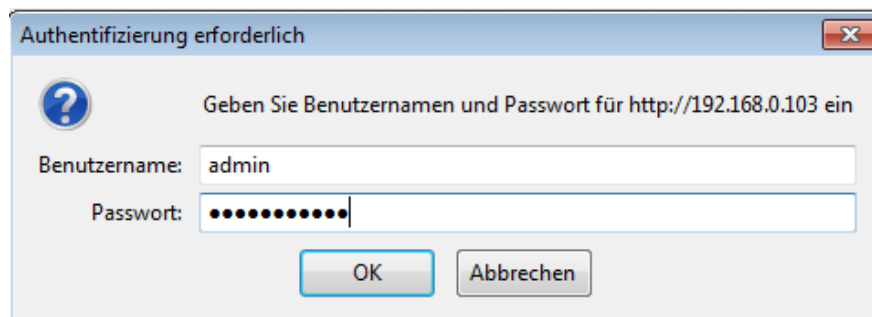 Authentifizierung erforderlich
Geben Sie Benutzernamen und Passwort für http://192.168.0.103 ein
Benutzername: admin
Passwort: ●●●●●●●●●●●
OK Abbrechen